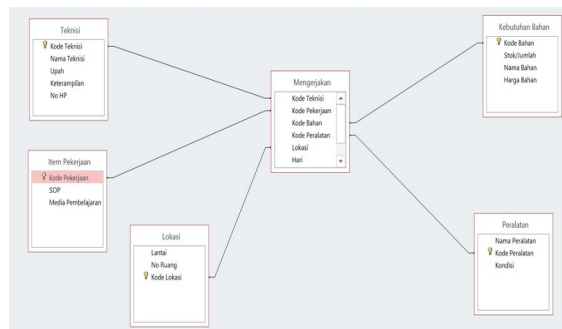 Teknisi
Kode Teknisi
Nama Teknisi
Upah
Keterampilan
No HP
Kebutuhan Bahan
Kode Bahan
Stok/Jumlah
Nama Bahan
Harga Bahan
Mengerjakan
Kode Teknisi
Kode Pekerjaan
Kode Bahan
Kode Peralatan
Lokasi
Hari
Item Pekerjaan
Kode Pekerjaan
SOP
Media Pembelajaran
Lokasi
Lantai
No Ruang
Kode Lokasi
Peralatan
Nama Peralatan
Kode Peralatan
Kondisi